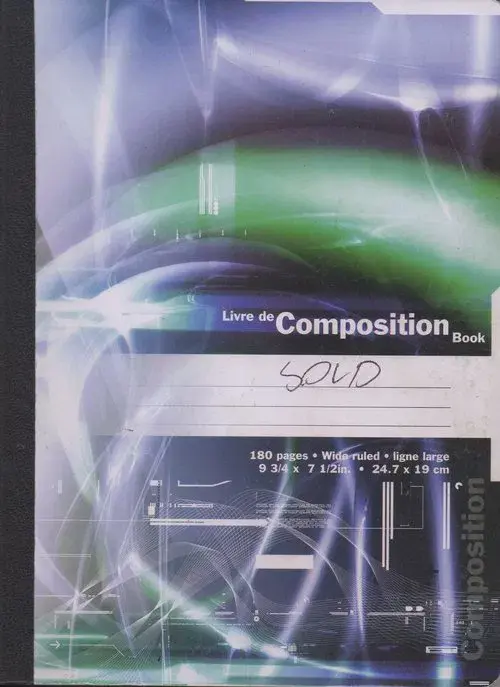 Livre de Composition Book
SOLD
180 pages • Wide ruled • ligne large
9 3/4 x 7 1/2in. • 24.7 x 19 cm
Composition